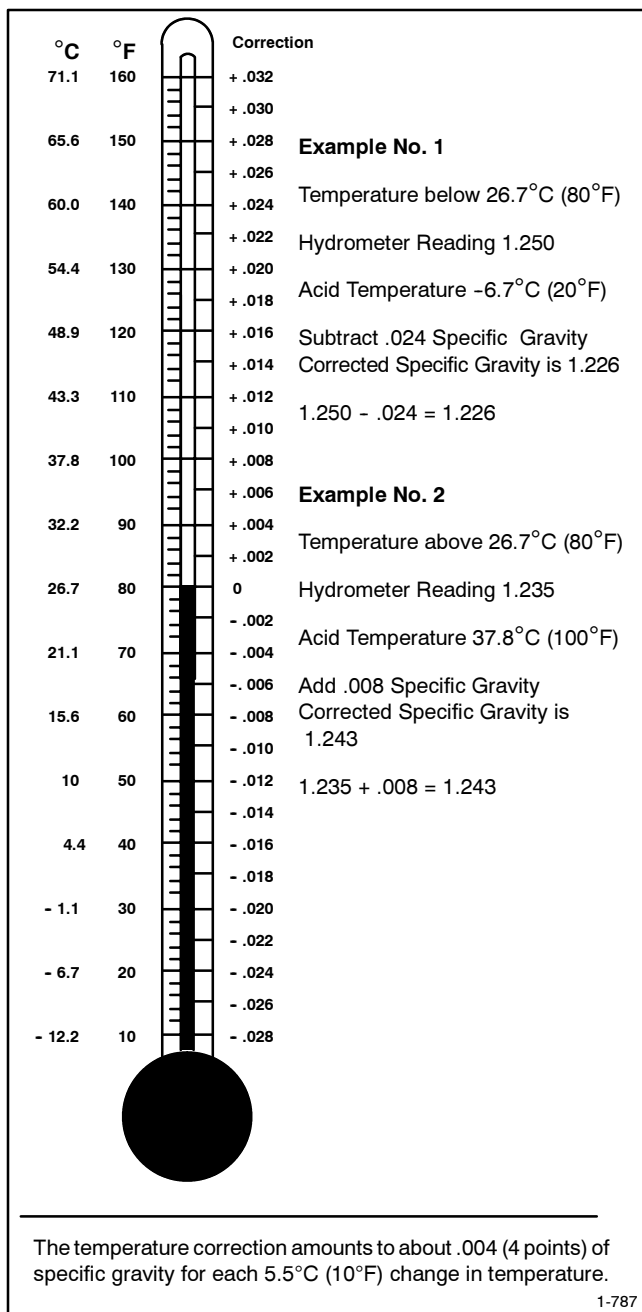 °C °F Correction
71.1 160 + .032
+ .030
65.6 150 + .028
+ .026
60.0 140 + .024
+ .022
54.4 130 + .020
+ .018
48.9 120 + .016
+ .014
43.3 110 + .012
+ .010
37.8 100 + .008
+ .006
32.2 90 + .004
+ .002
26.7 80 0
- .002
21.1 70 - .004
-. 006
15.6 60 - .008
- .010
10 50 - .012
- .014
4.4 40 - .016
- .018
- 1.1 30 - .020
- .022
- 6.7 20 - .024
- .026
- 12.2 10 - .028
Example No. 1
Temperature below 26.7°C (80°F)
Hydrometer Reading 1.250
Acid Temperature -6.7°C (20°F)
Subtract .024 Specific Gravity
Corrected Specific Gravity is 1.226
1.250 - .024 = 1.226
Example No. 2
Temperature above 26.7°C (80°F)
Hydrometer Reading 1.235
Acid Temperature 37.8°C (100°F)
Add .008 Specific Gravity
Corrected Specific Gravity is
1.243
1.235 + .008 = 1.243
The temperature correction amounts to about .004 (4 points) of
specific gravity for each 5.5°C (10°F) change in temperature.
1-787